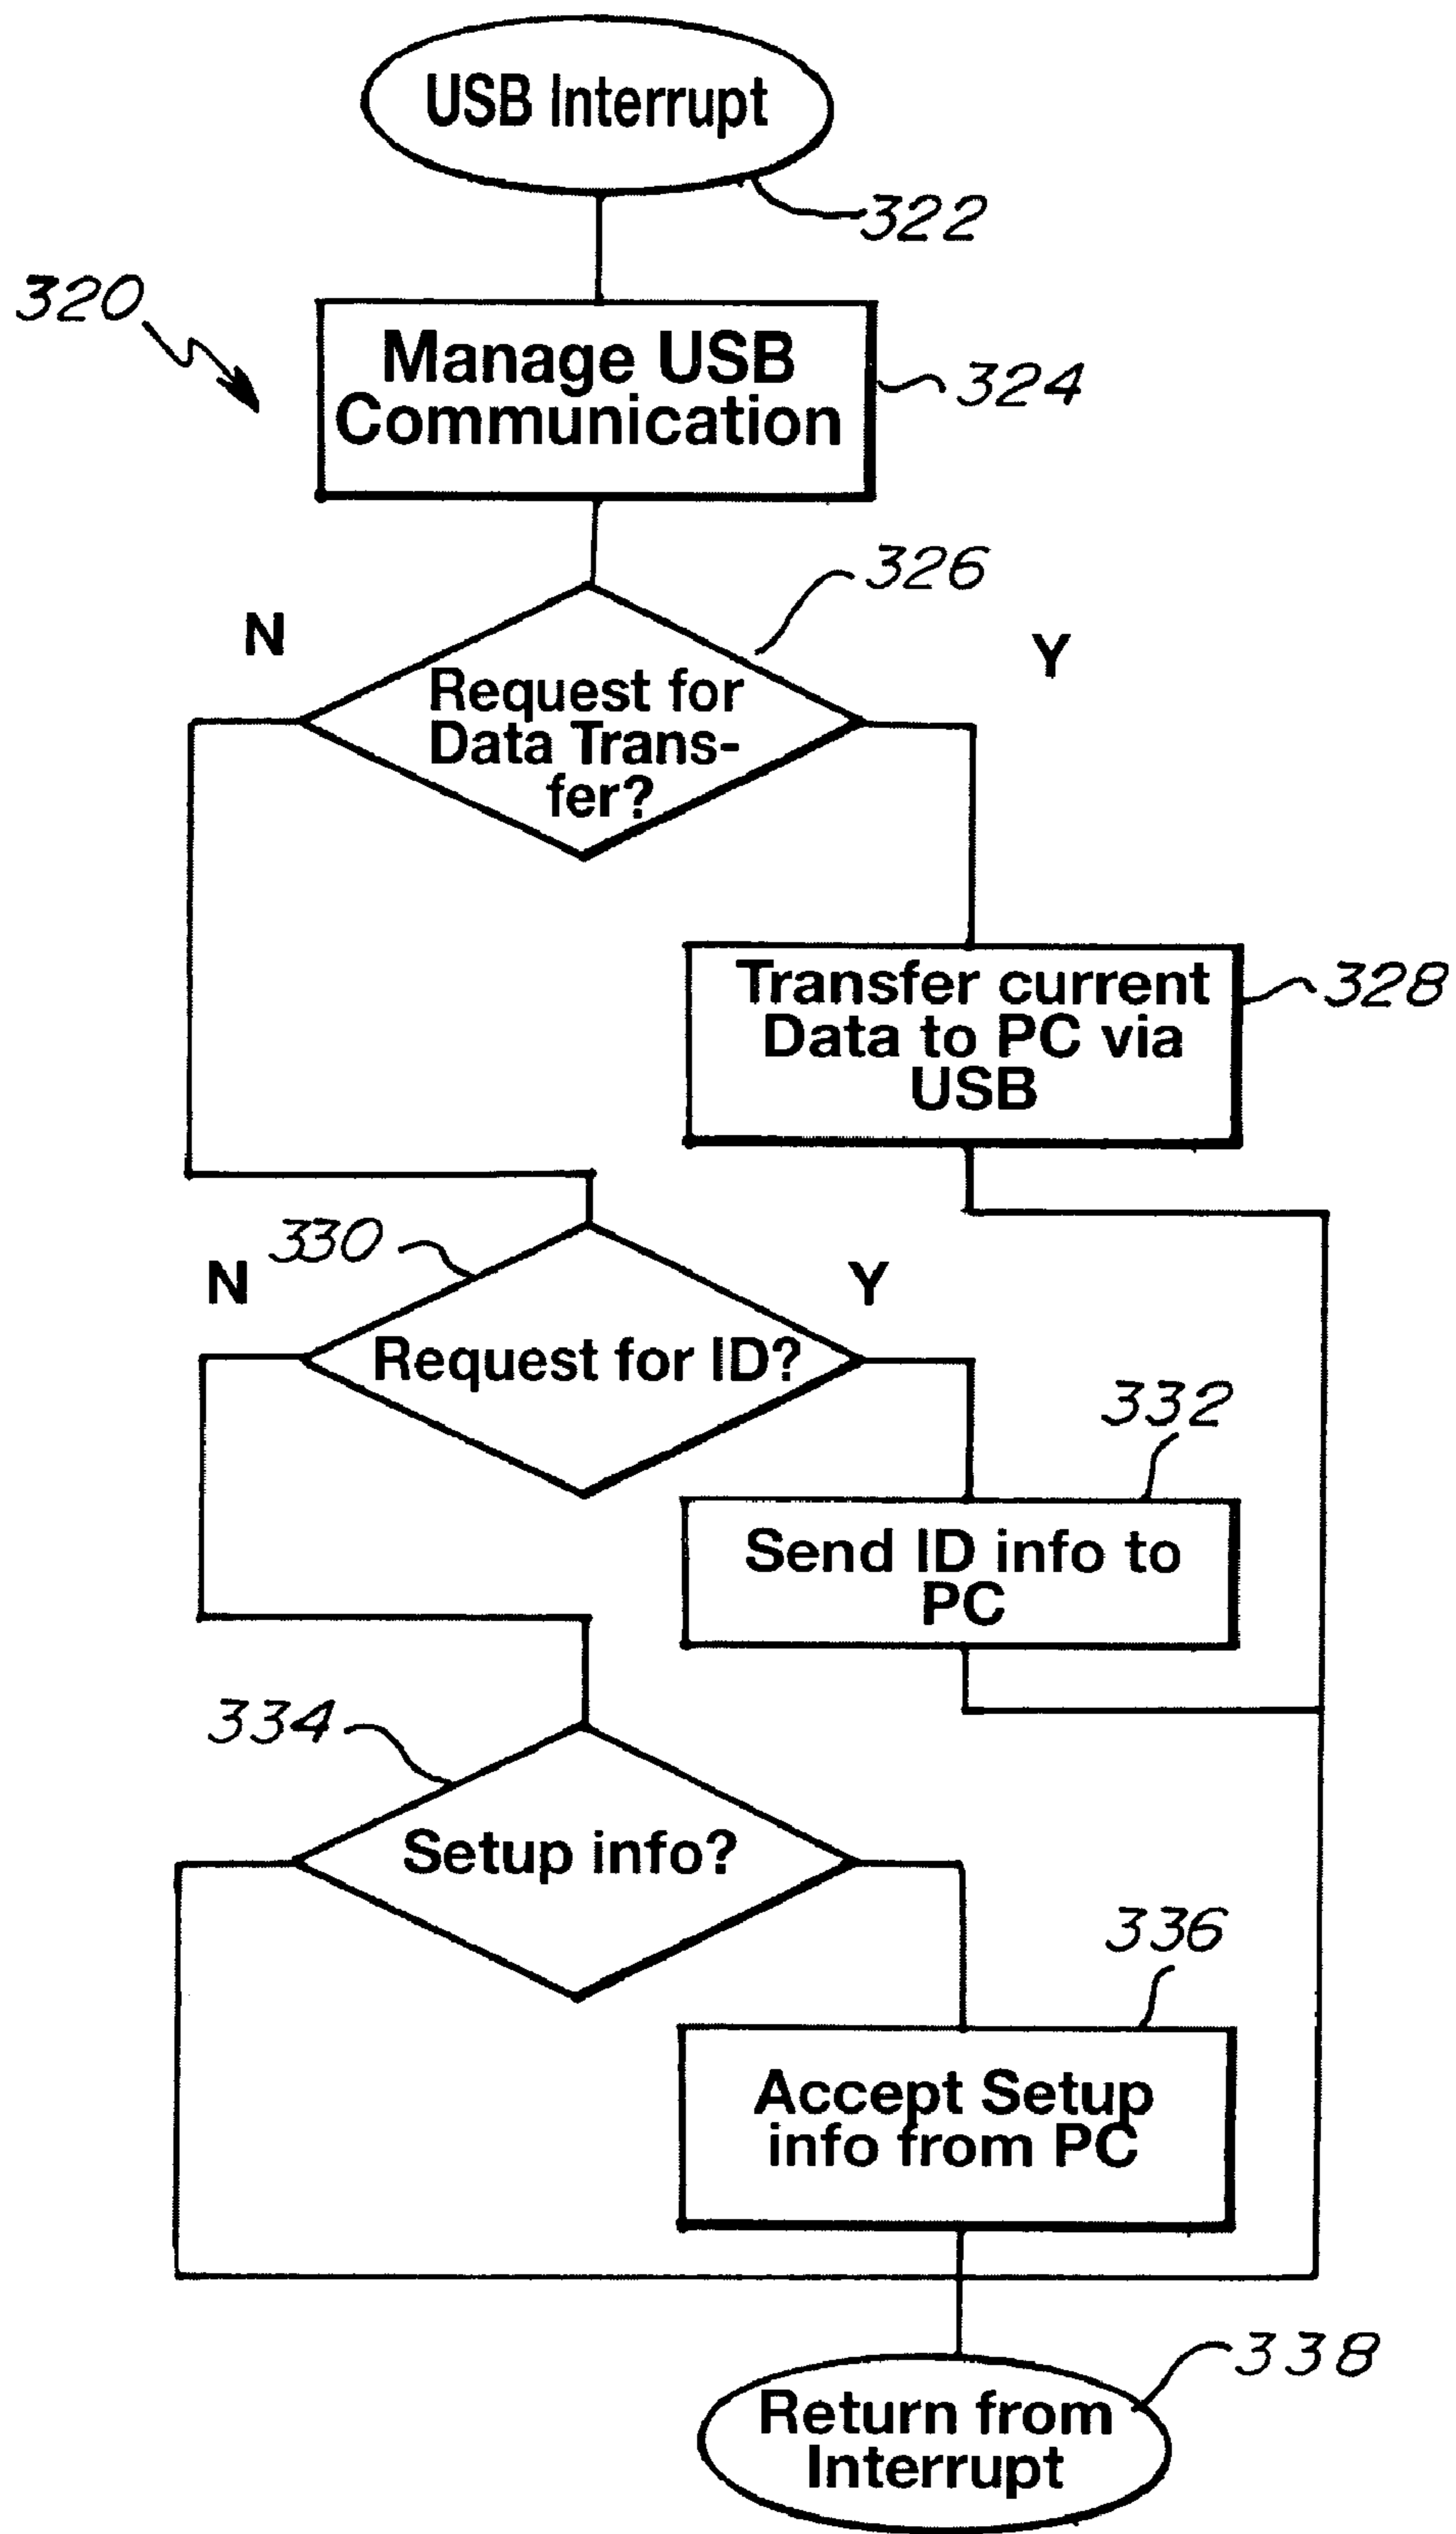 USB Interrupt
322
320
Manage USB
Communication
324
326
N
Y
Request for
Data Trans-
fer?
Transfer current
Data to PC via
USB
328
330
N
Y
Request for ID?
332
Send ID info to
PC
334
Setup info?
336
Accept Setup
info from PC
338
Return from
Interrupt